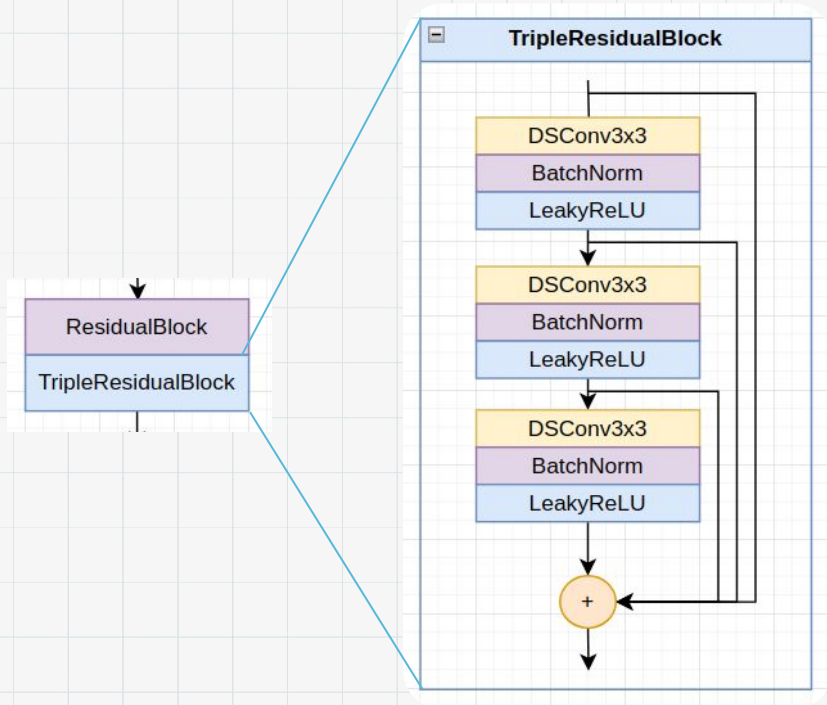 ResidualBlock
TripleResidualBlock
TripleResidualBlock
DSConv3x3
BatchNorm
LeakyReLU
DSConv3x3
BatchNorm
LeakyReLU
DSConv3x3
BatchNorm
LeakyReLU
+